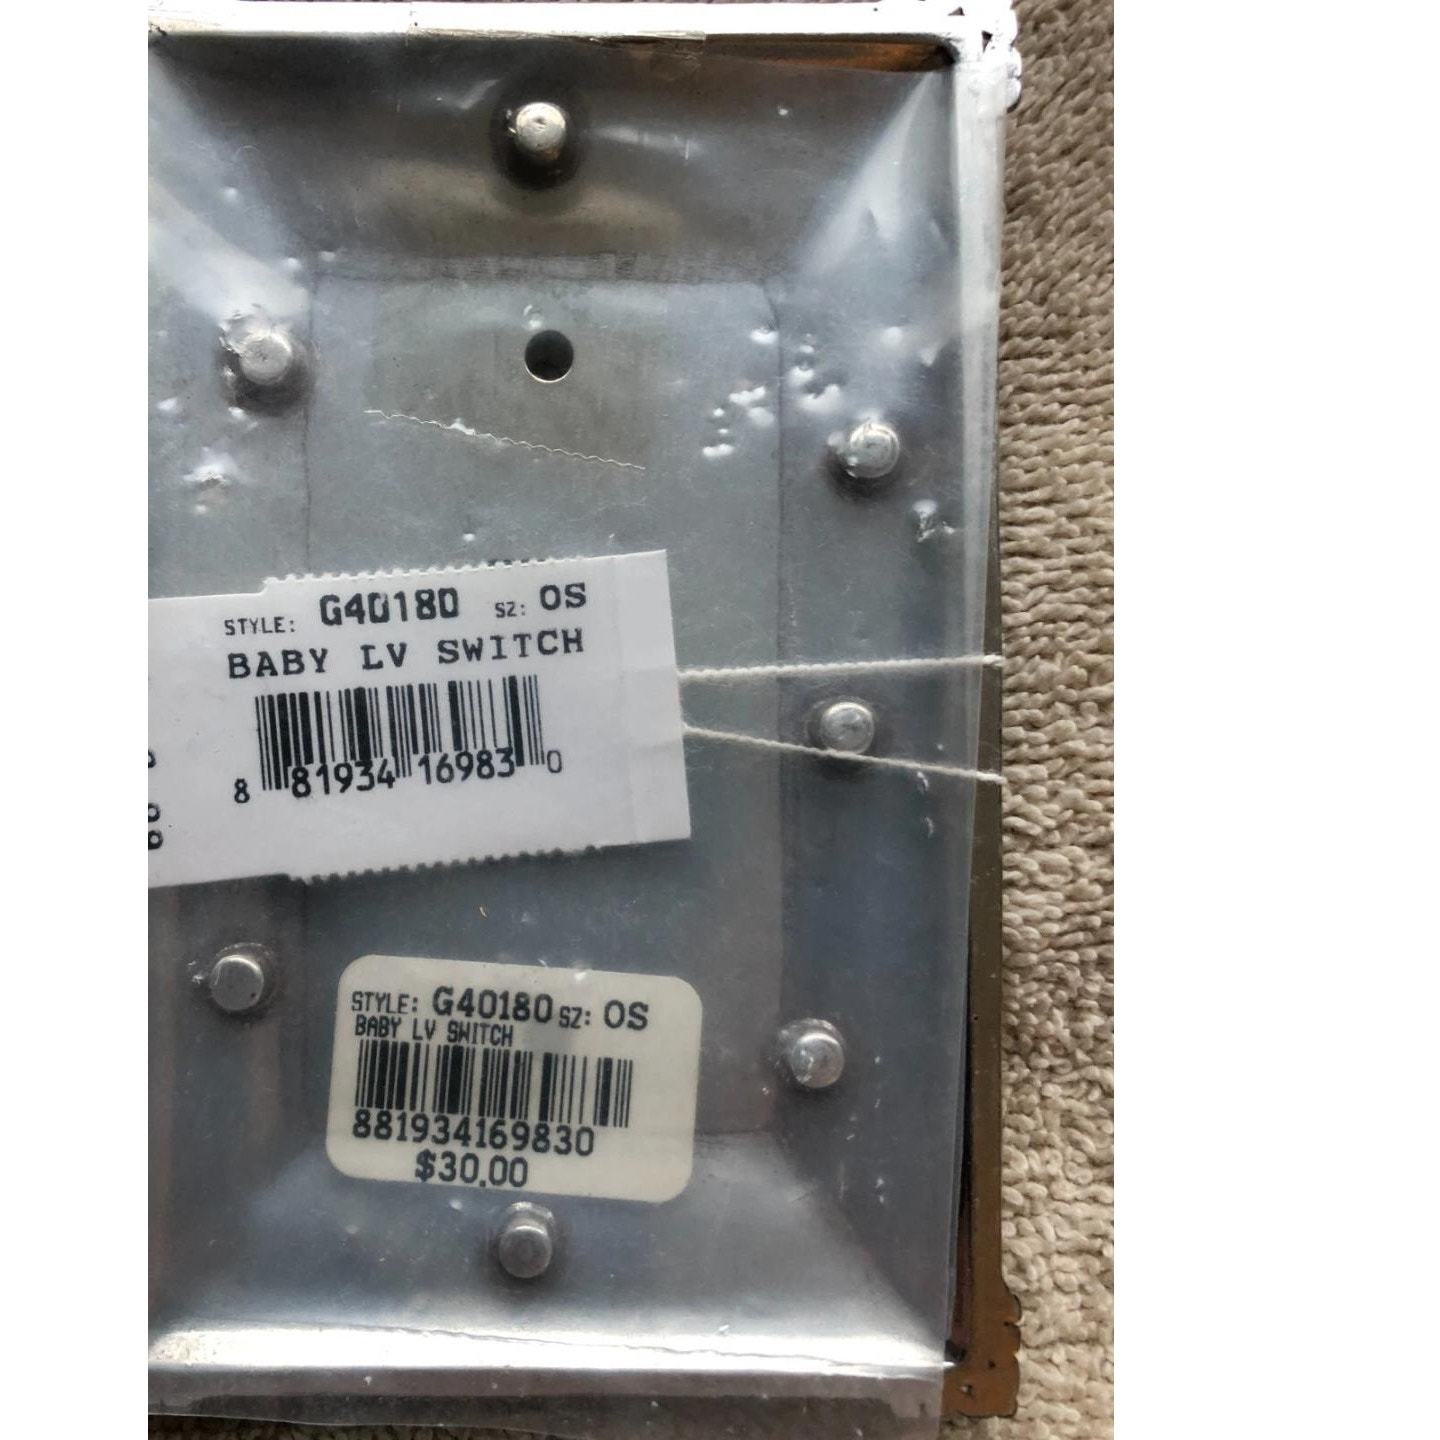 STYLE: G40180 SZ: OS
BABY LV SWITCH
8 81934 16983 0
STYLE: G40180 SZ: OS
BABY LV SWITCH
881934169830
$30.00